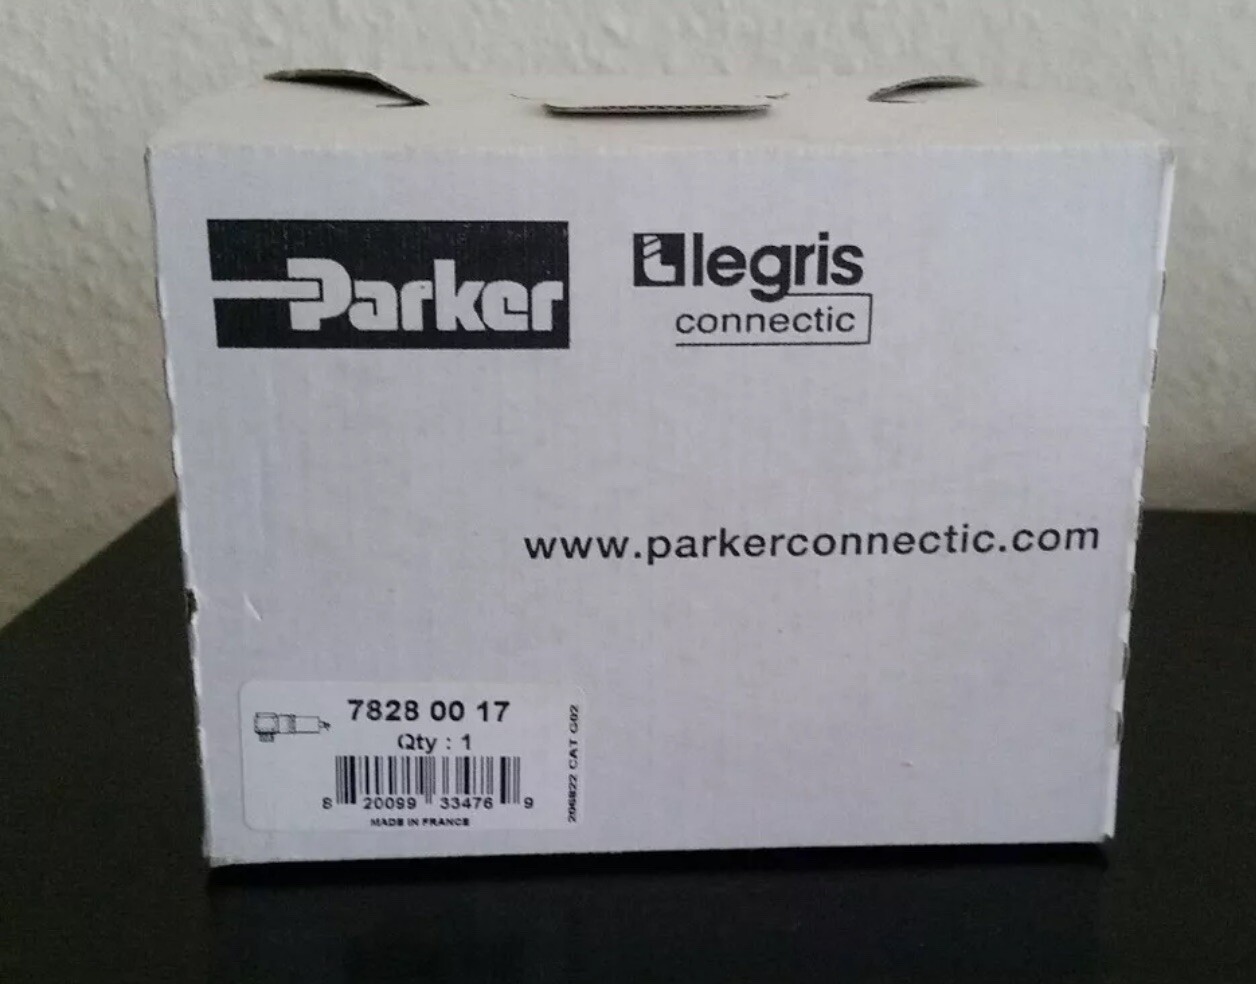 Parker
legris
connectic
www.parkerconnectic.com
7828 00 17
Qty : 1
8 20099 33476 9
MADE IN FRANCE
206822 CAT G02